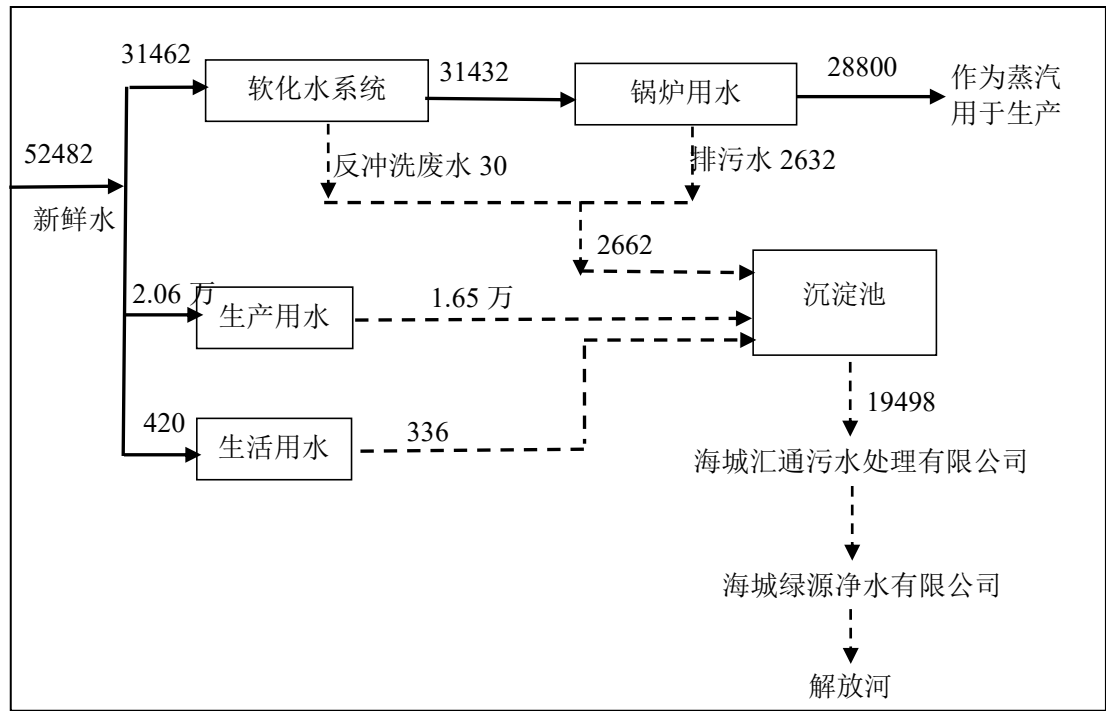 31462
软化水系统
31432
锅炉用水
28800
作为蒸汽
用于生产
52482
新鲜水
反冲洗废水 30
排污水 2632
2662
沉淀池
2.06 万
生产用水
1.65 万
19498
420
生活用水
336
海城汇通污水处理有限公司
海城绿源净水有限公司
解放河